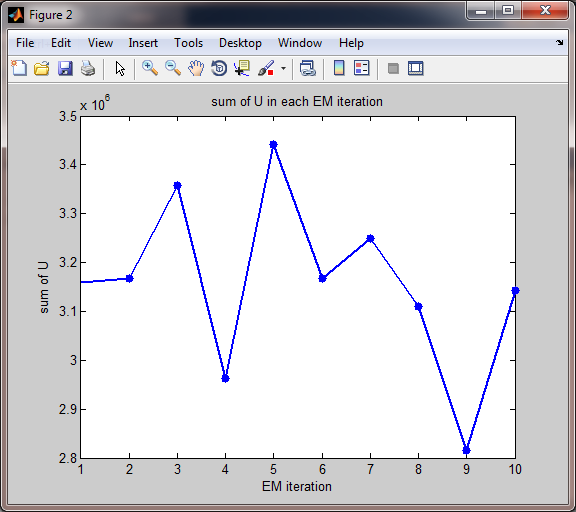 Figure 2
File Edit View Insert Tools Desktop Window Help
sum of U in each EM iteration
x 10^6
3.5
3.4
3.3
3.2
3.1
3
2.9
2.8
sum of U
1 2 3 4 5 6 7 8 9 10
EM iteration